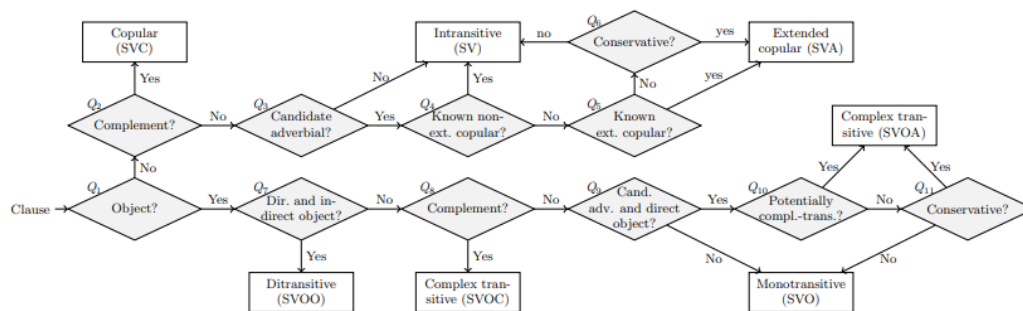 Copular
(SVC)
Intransitive
(SV)
Q6
Conservative?
no
yes
Extended
copular (SVA)
Yes
No
Yes
No
yes
Q2
Complement?
No
Q3
Candidate
adverbial?
Yes
Q4
Known non-
ext. copular?
No
Q5
Known
ext. copular?
Complex tran-
sitive (SVOA)
No
Yes
Yes
Clause
Q1
Object?
Yes
Q7
Dir. and in-
direct object?
No
Q8
Complement?
No
Q9
Cand.
adv. and direct
object?
Yes
Q10
Potentially
compl.-trans.?
No
Q11
Conservative?
Yes
Yes
No
No
Ditransitive
(SVOO)
Complex tran-
sitive (SVOC)
Monotransitive
(SVO)